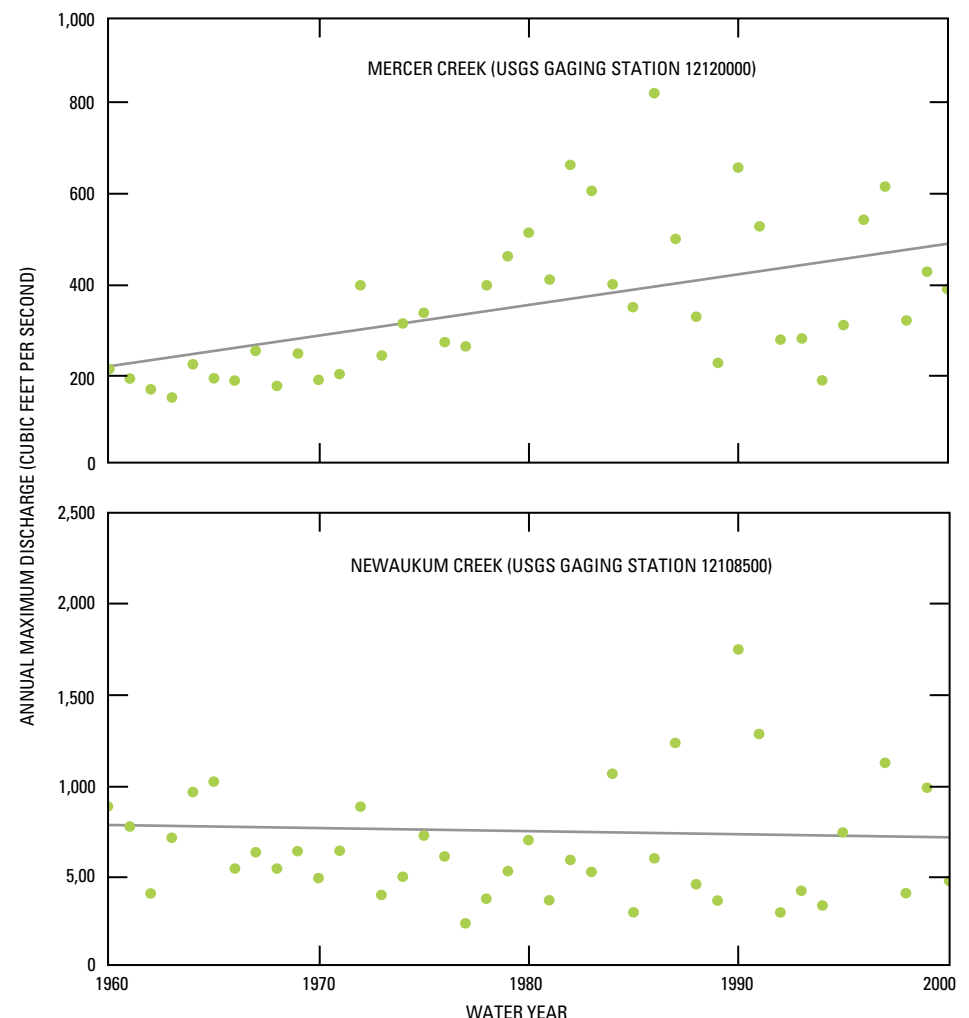 1,000
MERCER CREEK (USGS GAGING STATION 12120000)
800
600
400
200
0
ANNUAL MAXIMUM DISCHARGE (CUBIC FEET PER SECOND)
2,500
NEWAUKUM CREEK (USGS GAGING STATION 12108500)
2,000
1,500
1,000
5,00
0
1960 1970 1980 1990 2000
WATER YEAR